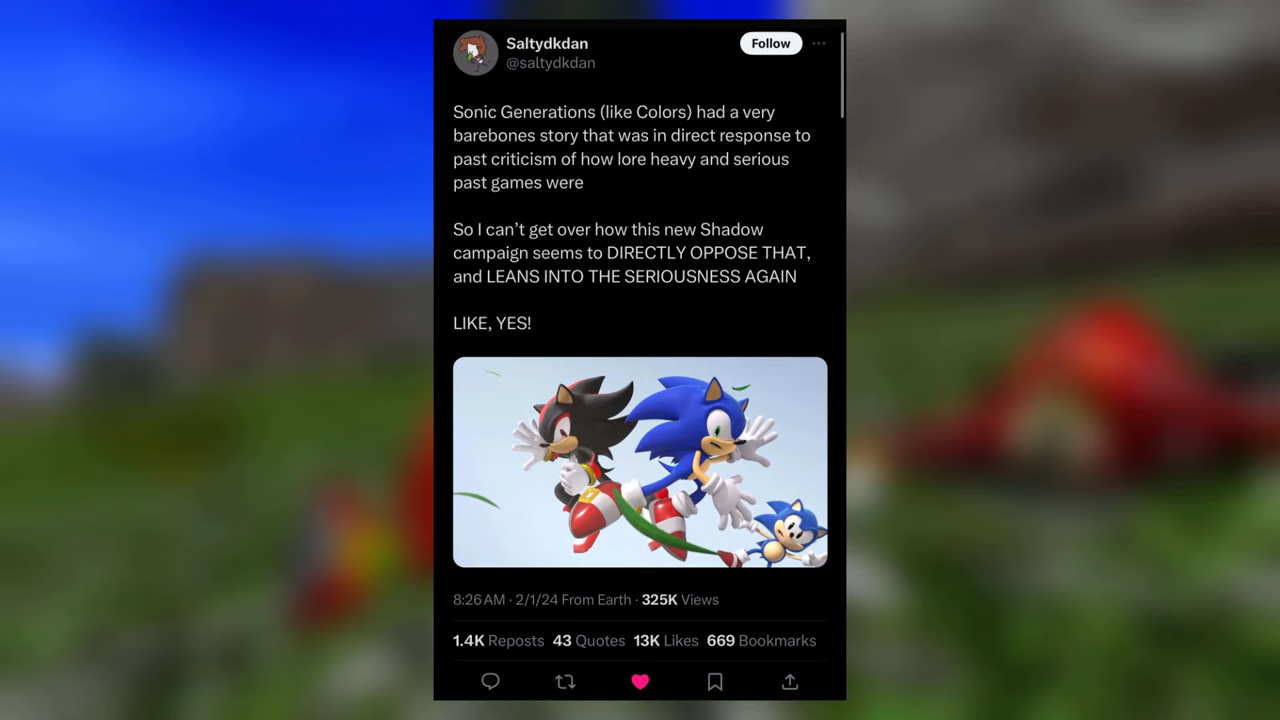 Saltydkdan
Follow
@saltydkdan
Sonic Generations (like Colors) had a very
barebones story that was in direct response to
past criticism of how lore heavy and serious
past games were
So I can’t get over how this new Shadow
campaign seems to DIRECTLY OPPOSE THAT,
and LEANS INTO THE SERIOUSNESS AGAIN
LIKE, YES!
8:26 AM · 2/1/24 From Earth · 325K Views
1.4K Reposts 43 Quotes 13K Likes 669 Bookmarks